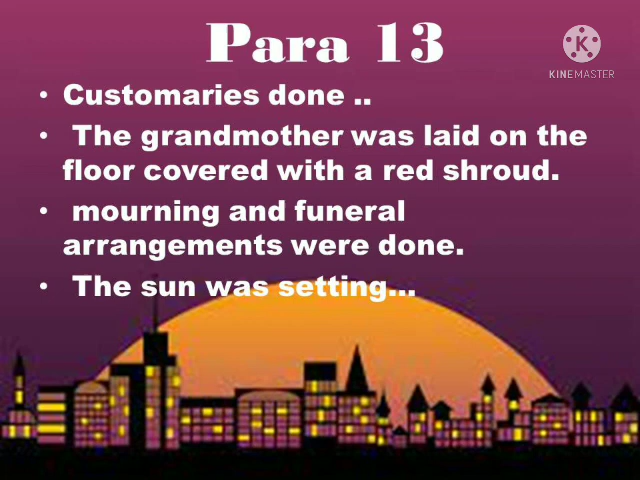 Para 13
KINEMASTER
• Customaries done ..
• The grandmother was laid on the
floor covered with a red shroud.
• mourning and funeral
arrangements were done.
• The sun was setting...